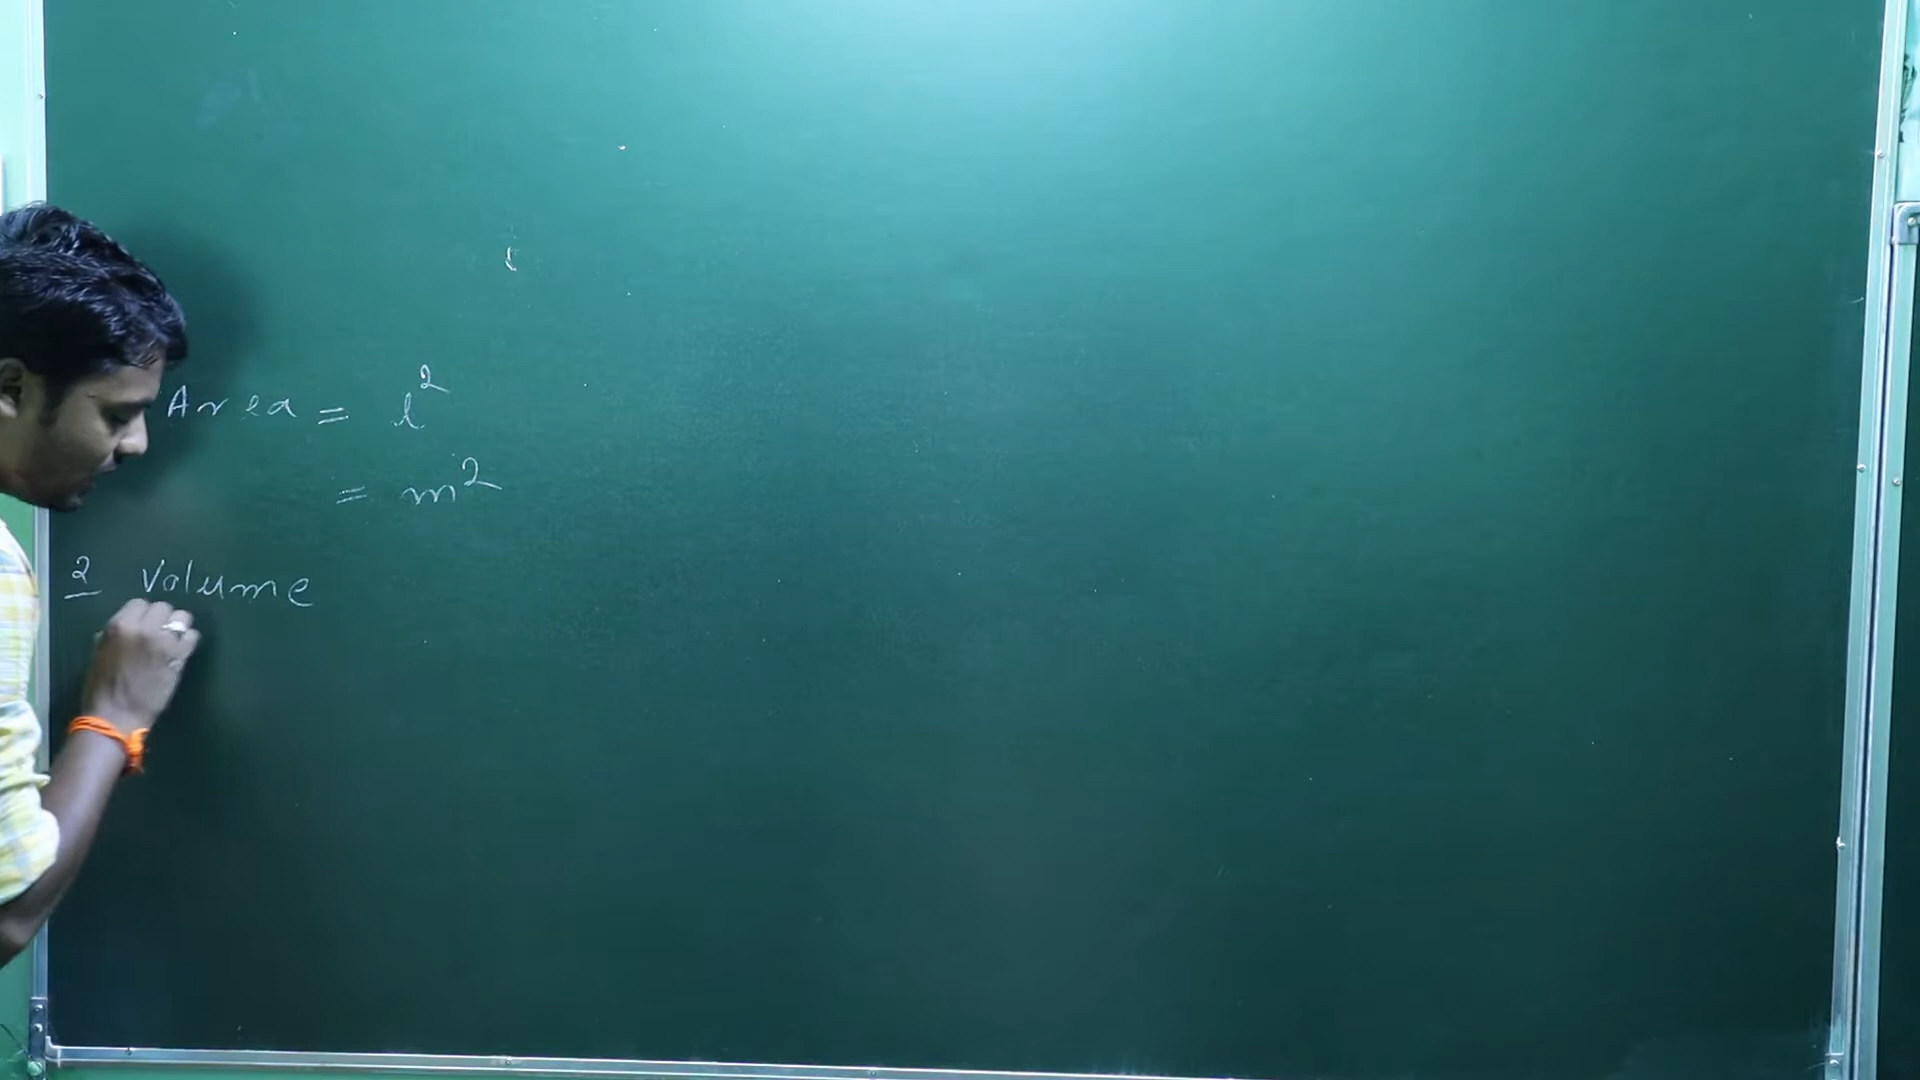 Area = l²
= m²
2 Volume